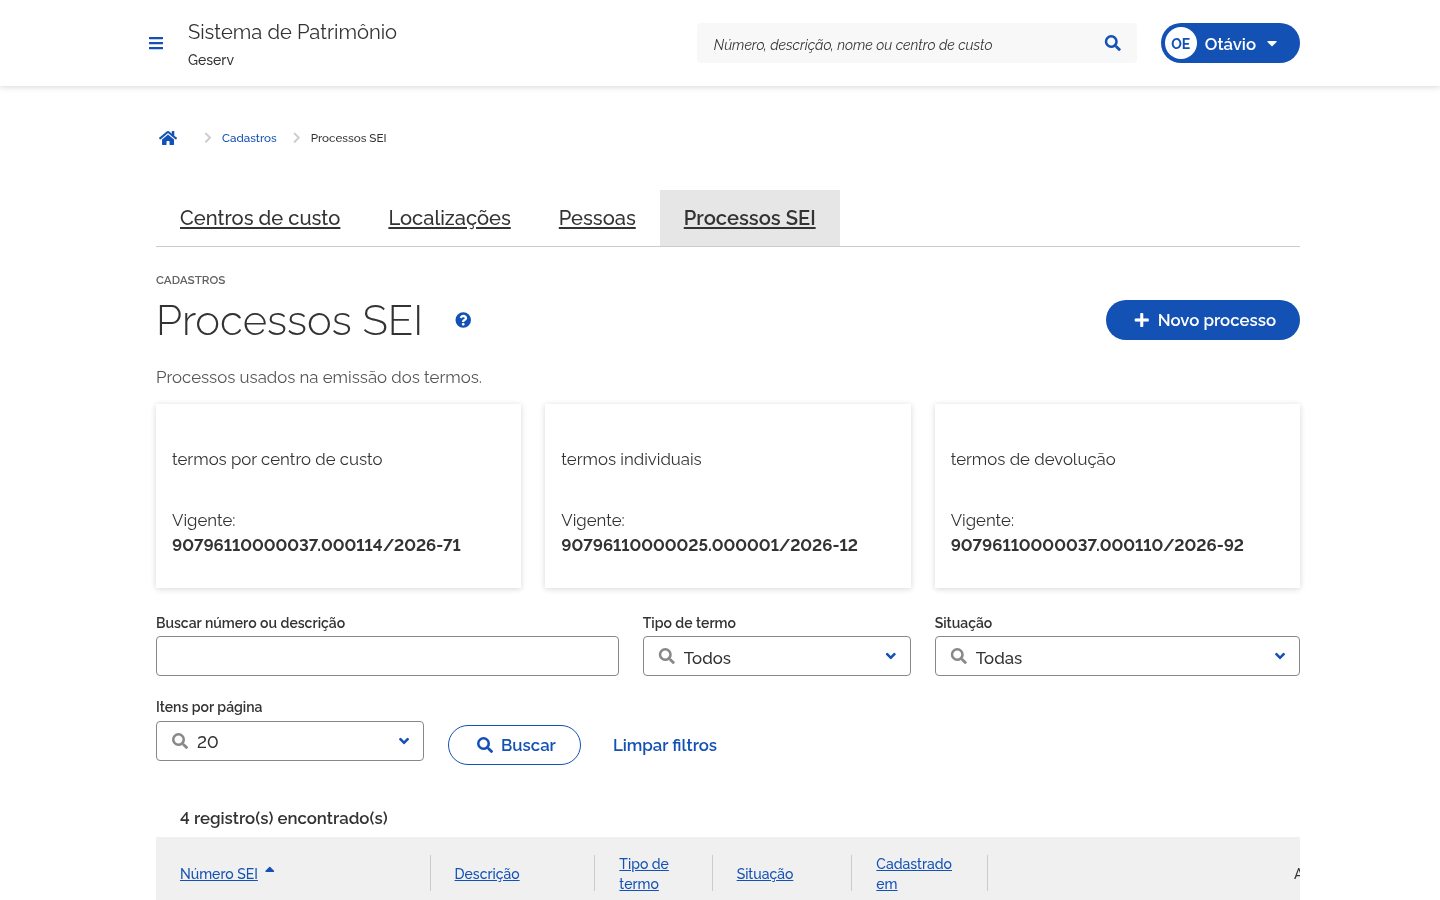 Sistema de Patrimônio
Geserv
Número, descrição, nome ou centro de custo
OE Otávio
Cadastros
Processos SEI
Centros de custo
Localizações
Pessoas
Processos SEI
CADASTROS
Processos SEI
Novo processo
Processos usados na emissão dos termos.
termos por centro de custo
Vigente:
90796110000037.000114/2026-71
termos individuais
Vigente:
90796110000025.000001/2026-12
termos de devolução
Vigente:
90796110000037.000110/2026-92
Buscar número ou descrição
Tipo de termo
Todos
Situação
Todas
Itens por página
20
Buscar
Limpar filtros
4 registro(s) encontrado(s)
Número SEI
Descrição
Tipo de
termo
Situação
Cadastrado
em